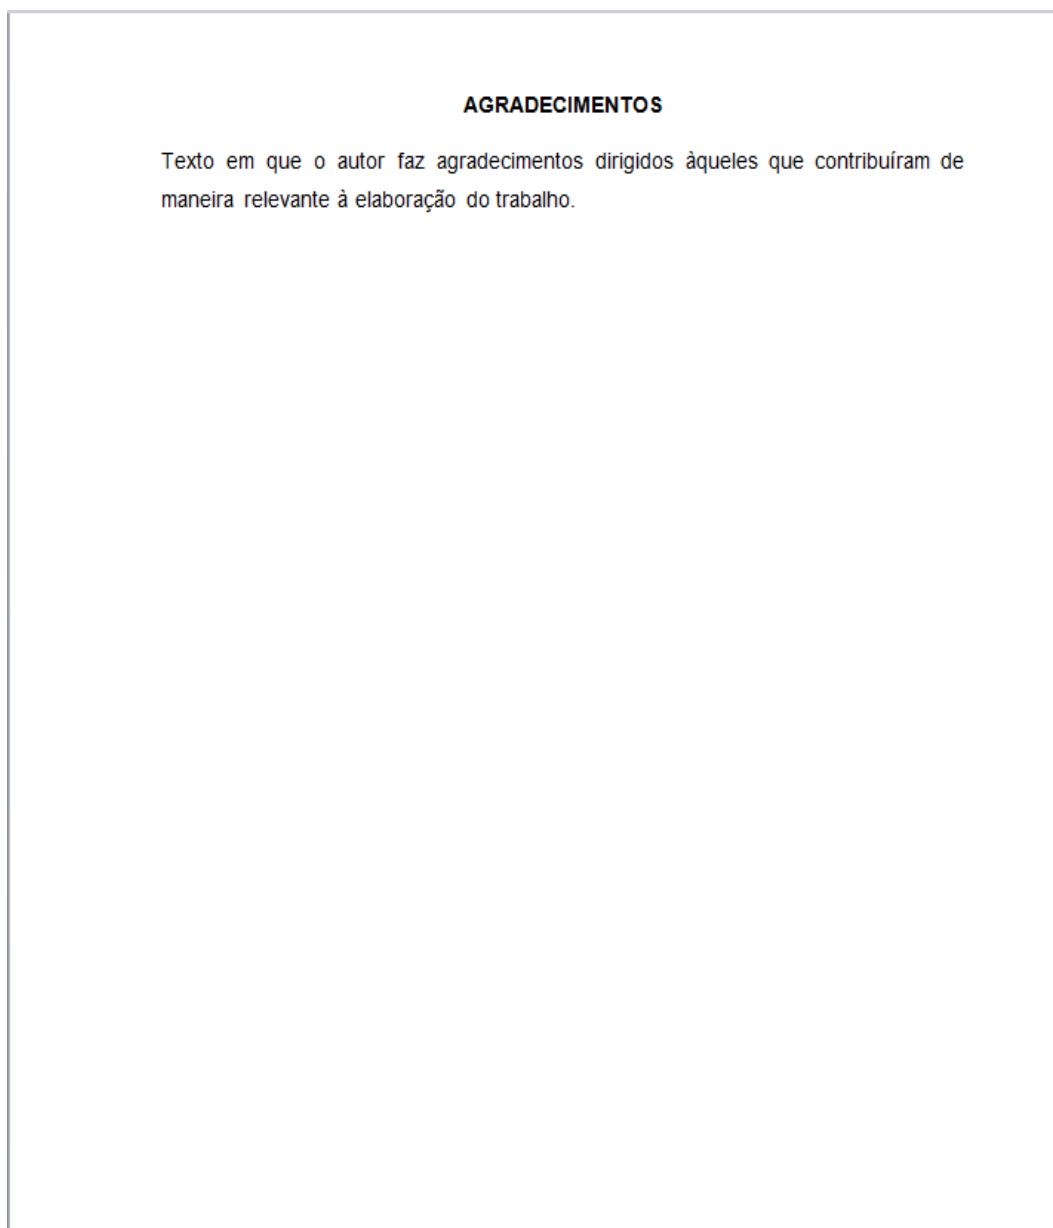 AGRADECIMENTOS
Texto em que o autor faz agradecimentos dirigidos àqueles que contribuíram de
maneira relevante à elaboração do trabalho.